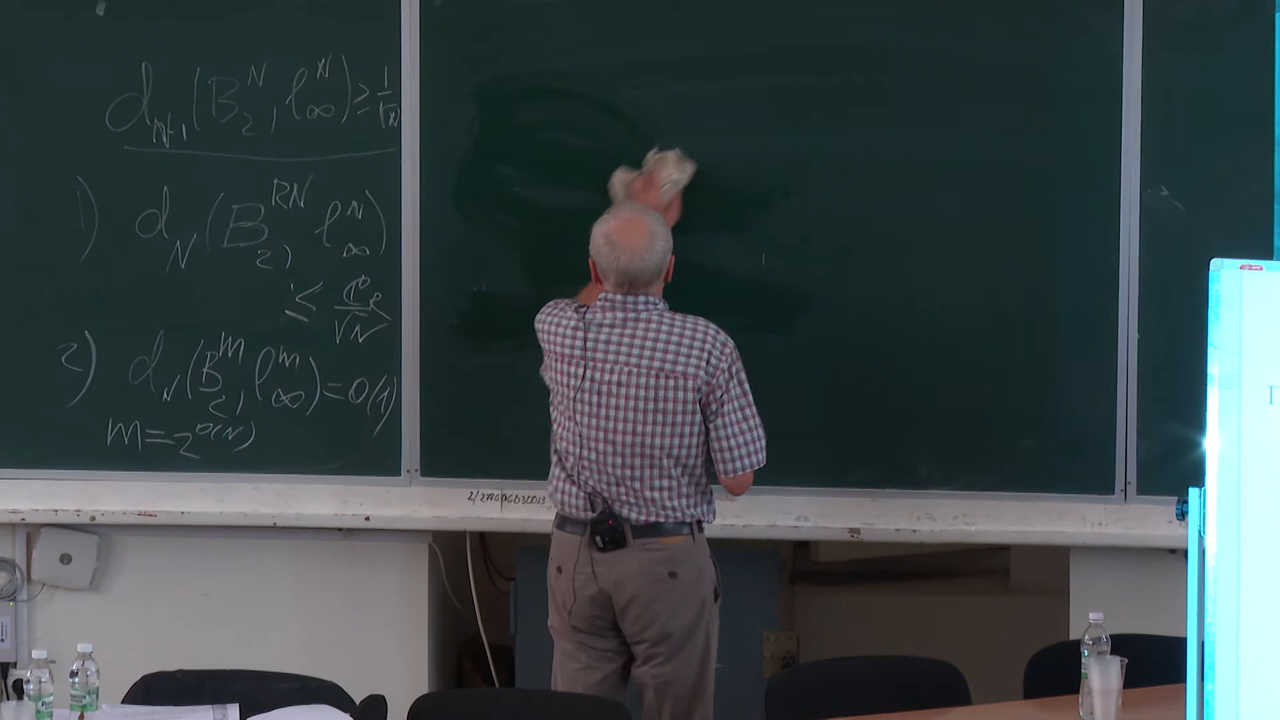 d_{N-1}(B_2^N, ℓ_∞^N) ≥ 1/√N
1) d_N(B_2^{RN}, ℓ_∞^N)
≤ C_R/√N
2) d_N(B_2^m, ℓ_∞^m) = o(1)
m = 2^{o(N)}